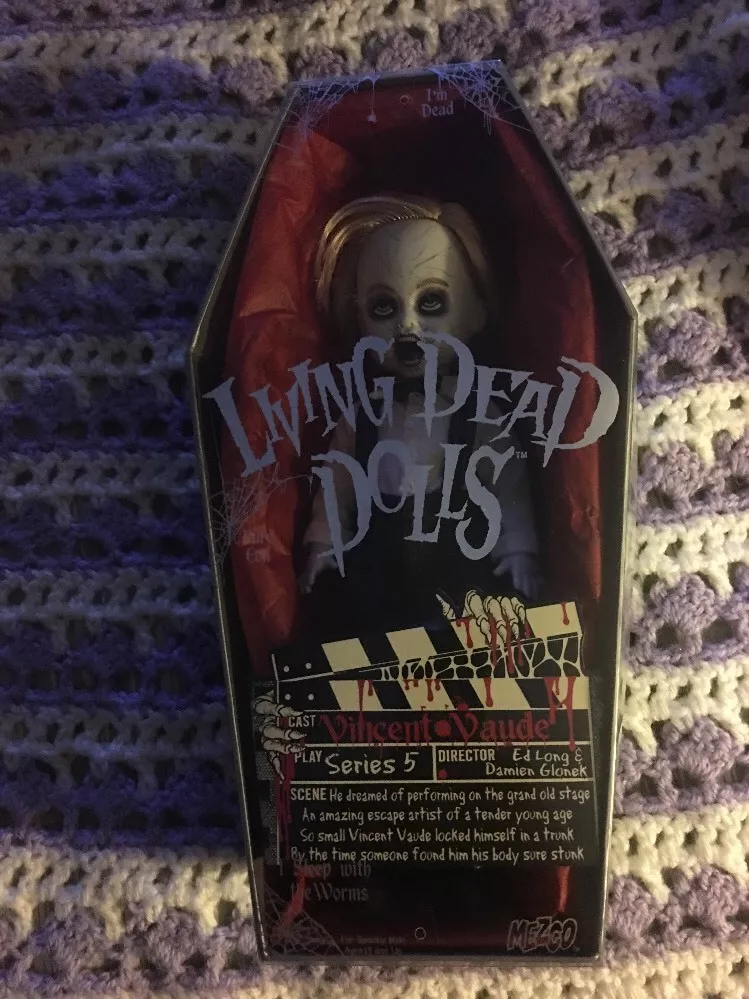 I'm
Dead
LIVING DEAD
DOLLS™
CAST Vincent Vaude
PLAY Series 5 DIRECTOR Ed Long &
Damien Glonek
SCENE He dreamed of performing on the grand old stage
An amazing escape artist of a tender young age
So small Vincent Vaude locked himself in a trunk
By the time someone found him his body sure stunk
Sleep with
the Worms
MEZCO